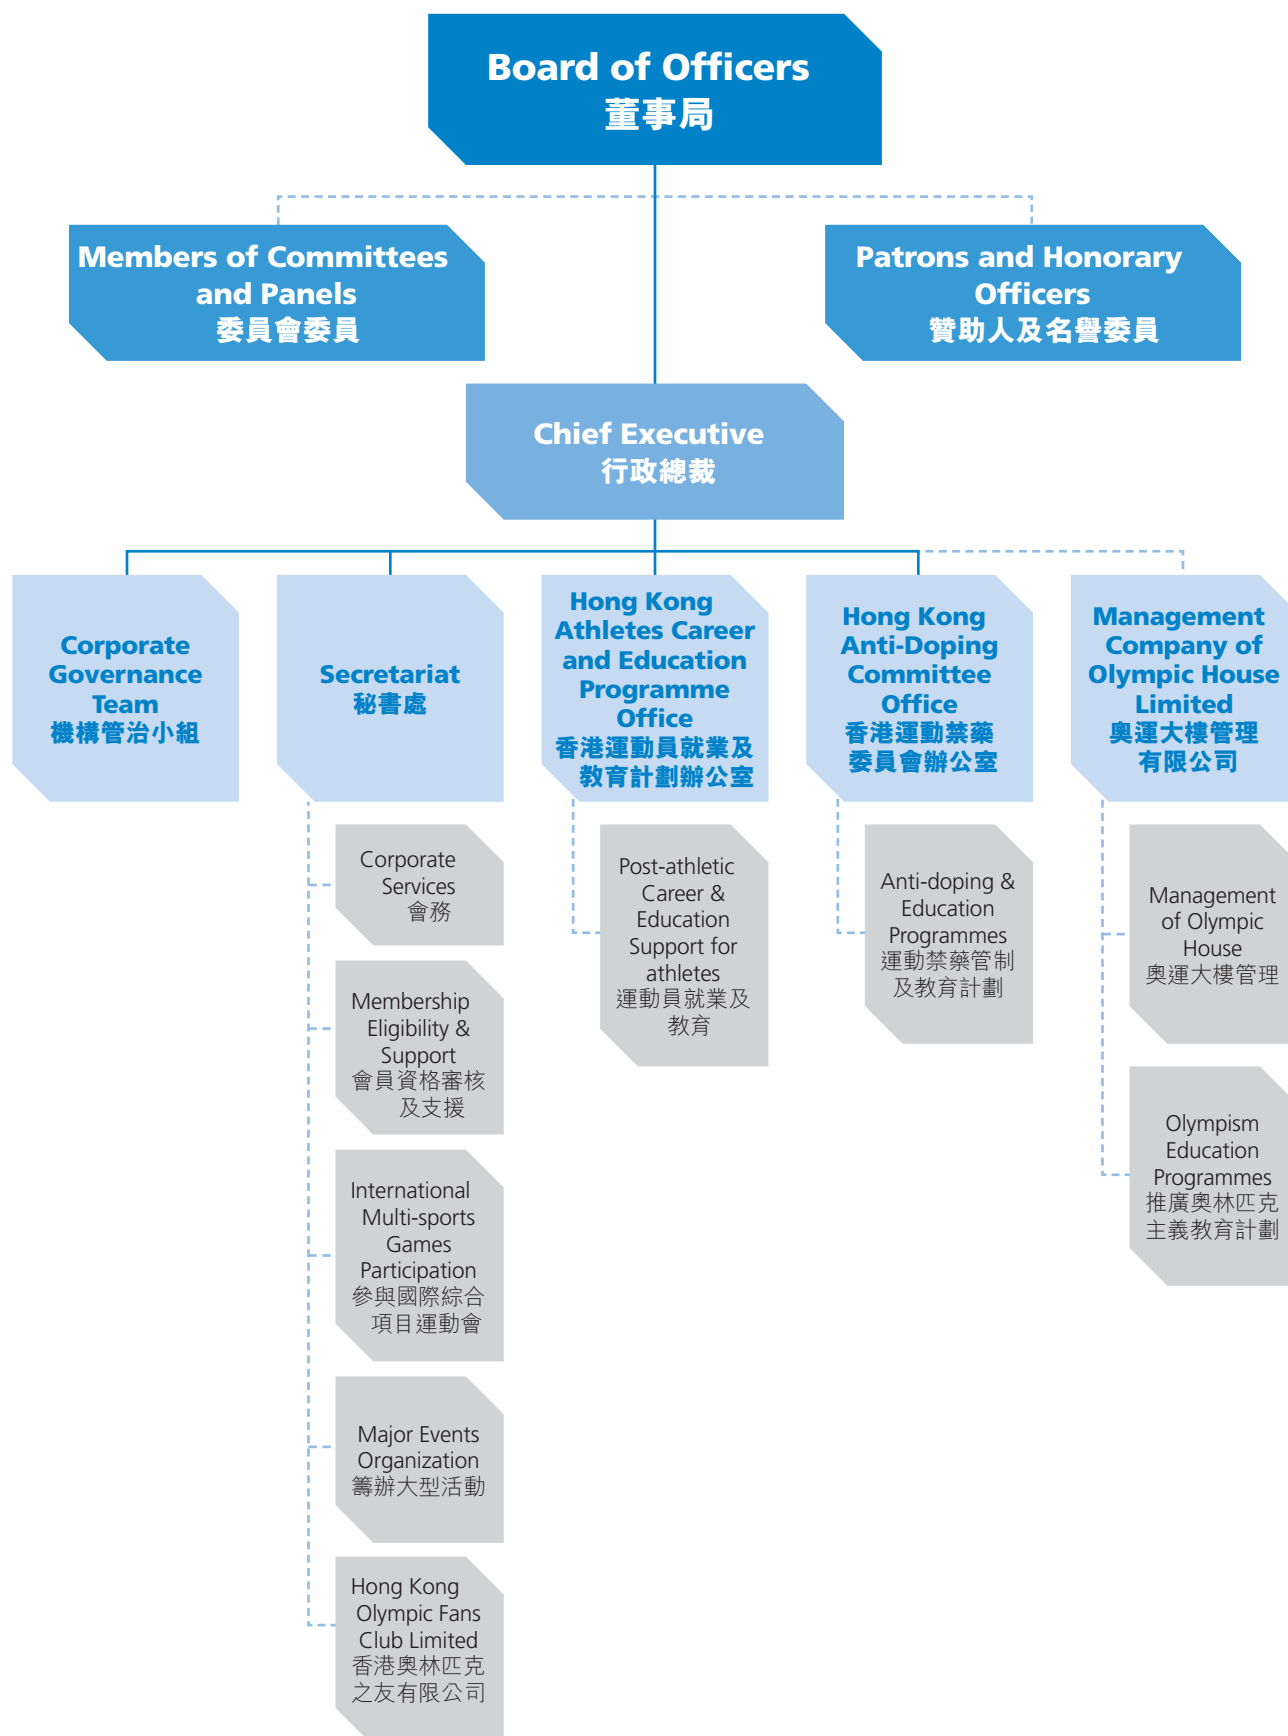 Board of Officers
董事局
Members of Committees
and Panels
委員會委員
Patrons and Honorary
Officers
贊助人及名譽委員
Chief Executive
行政總裁
Corporate
Governance
Team
機構管治小組
Secretariat
秘書處
Hong Kong
Athletes Career
and Education
Programme
Office
香港運動員就業及
教育計劃辦公室
Hong Kong
Anti-Doping
Committee
Office
香港運動禁藥
委員會辦公室
Management
Company of
Olympic House
Limited
奧運大樓管理
有限公司
Corporate
Services
會務
Membership
Eligibility &
Support
會員資格審核
及支援
International
Multi-sports
Games
Participation
參與國際綜合
項目運動會
Major Events
Organization
籌辦大型活動
Hong Kong
Olympic Fans
Club Limited
香港奧林匹克
之友有限公司
Post-athletic
Career &
Education
Support for
athletes
運動員就業及
教育
Anti-doping &
Education
Programmes
運動禁藥管制
及教育計劃
Management
of Olympic
House
奧運大樓管理
Olympism
Education
Programmes
推廣奧林匹克
主義教育計劃